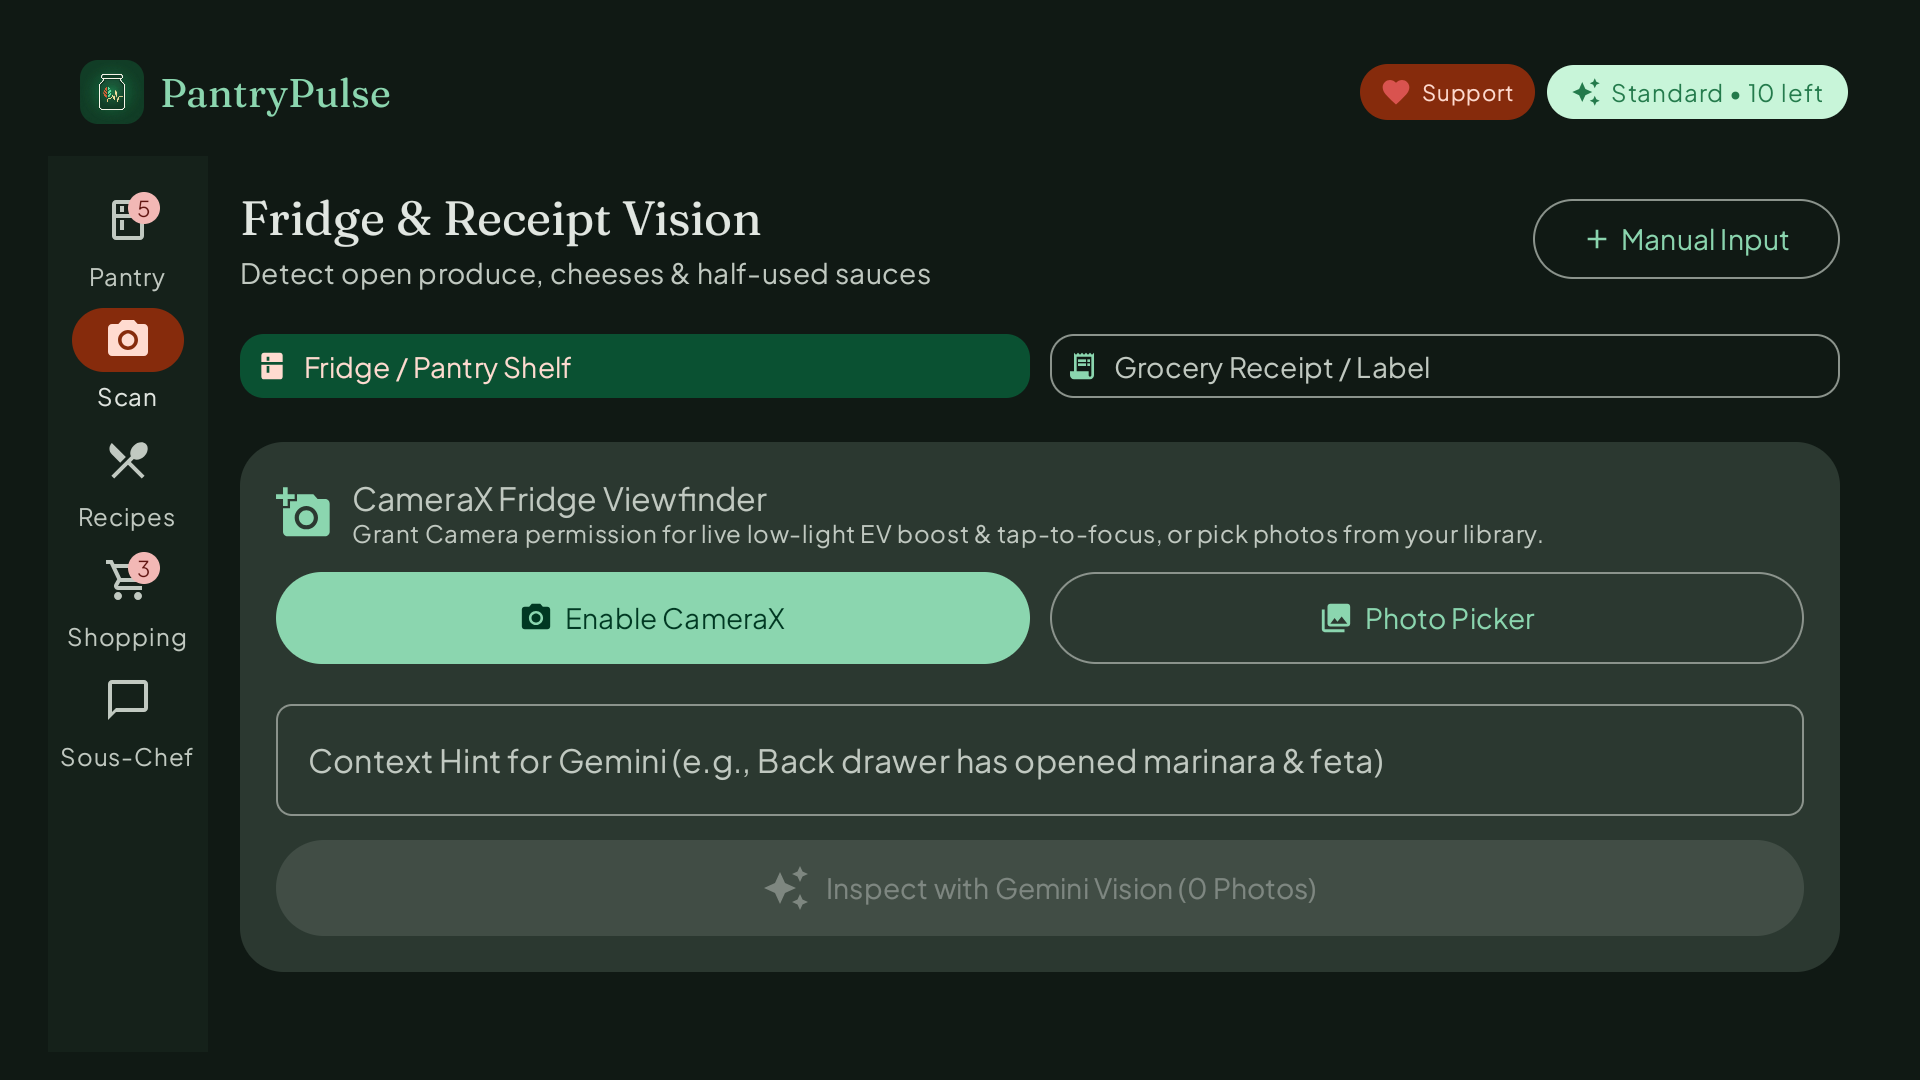 PantryPulse
Support
Standard • 10 left
5
Pantry
Scan
Recipes
3
Shopping
Sous-Chef
Fridge & Receipt Vision
Detect open produce, cheeses & half-used sauces
+ Manual Input
Fridge / Pantry Shelf
Grocery Receipt / Label
CameraX Fridge Viewfinder
Grant Camera permission for live low-light EV boost & tap-to-focus, or pick photos from your library.
Enable CameraX
Photo Picker
Context Hint for Gemini (e.g., Back drawer has opened marinara & feta)
Inspect with Gemini Vision (0 Photos)